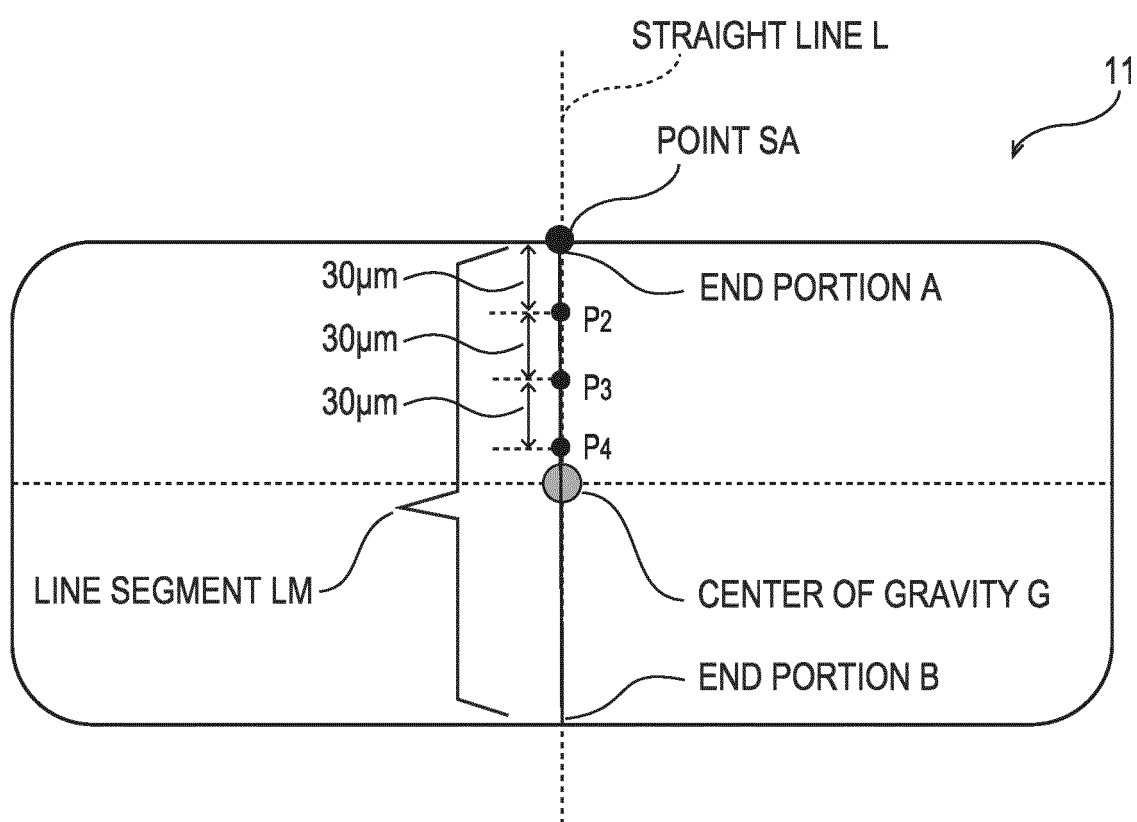 STRAIGHT LINE L
11
POINT SA
30µm
END PORTION A
P2
30µm
P3
30µm
P4
LINE SEGMENT LM
CENTER OF GRAVITY G
END PORTION B